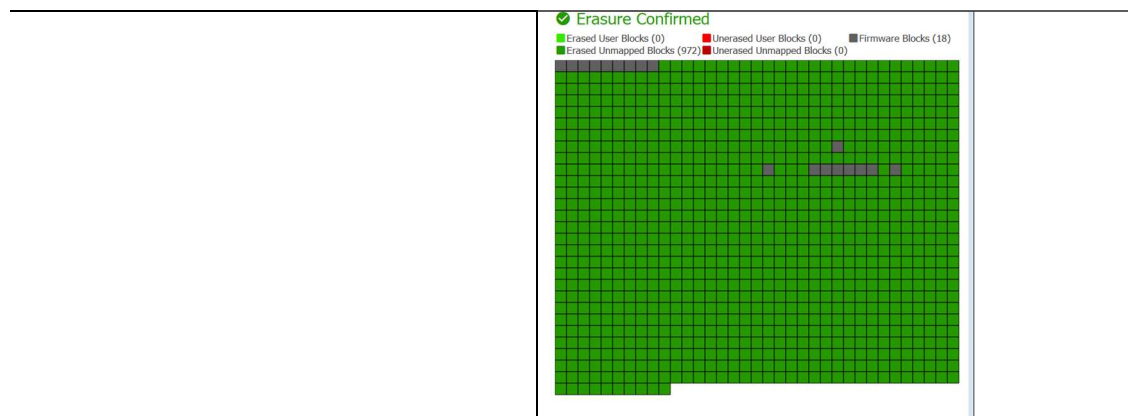 Erasure Confirmed
Erased User Blocks (0) Unerased User Blocks (0) Firmware Blocks (18)
Erased Unmapped Blocks (972) Unerased Unmapped Blocks (0)